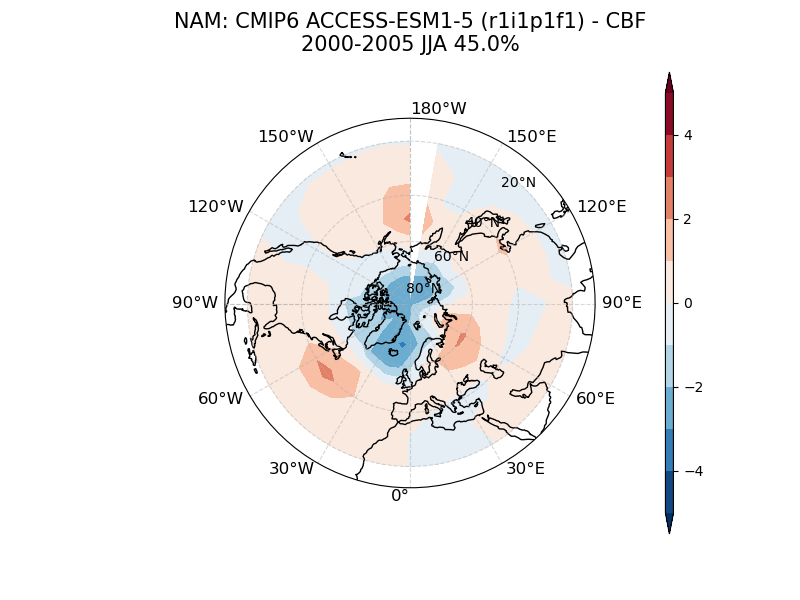 NAM: CMIP6 ACCESS-ESM1-5 (r1i1p1f1) - CBF
2000-2005 JJA 45.0%
180°W
150°W
150°E
20°N
120°W
120°E
40°N
60°N
80°N
90°W
90°E
60°W
60°E
30°W
30°E
0°
4
2
0
−2
−4